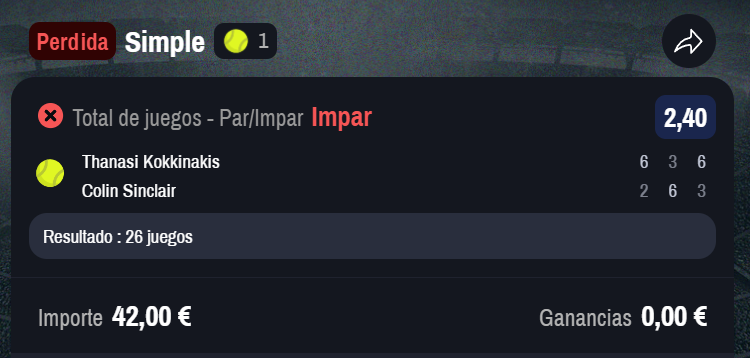 Perdida Simple 1
Total de juegos - Par/Impar Impar 2,40
Thanasi Kokkinakis 6 3 6
Colin Sinclair 2 6 3
Resultado : 26 juegos
Importe 42,00 € Ganancias 0,00 €